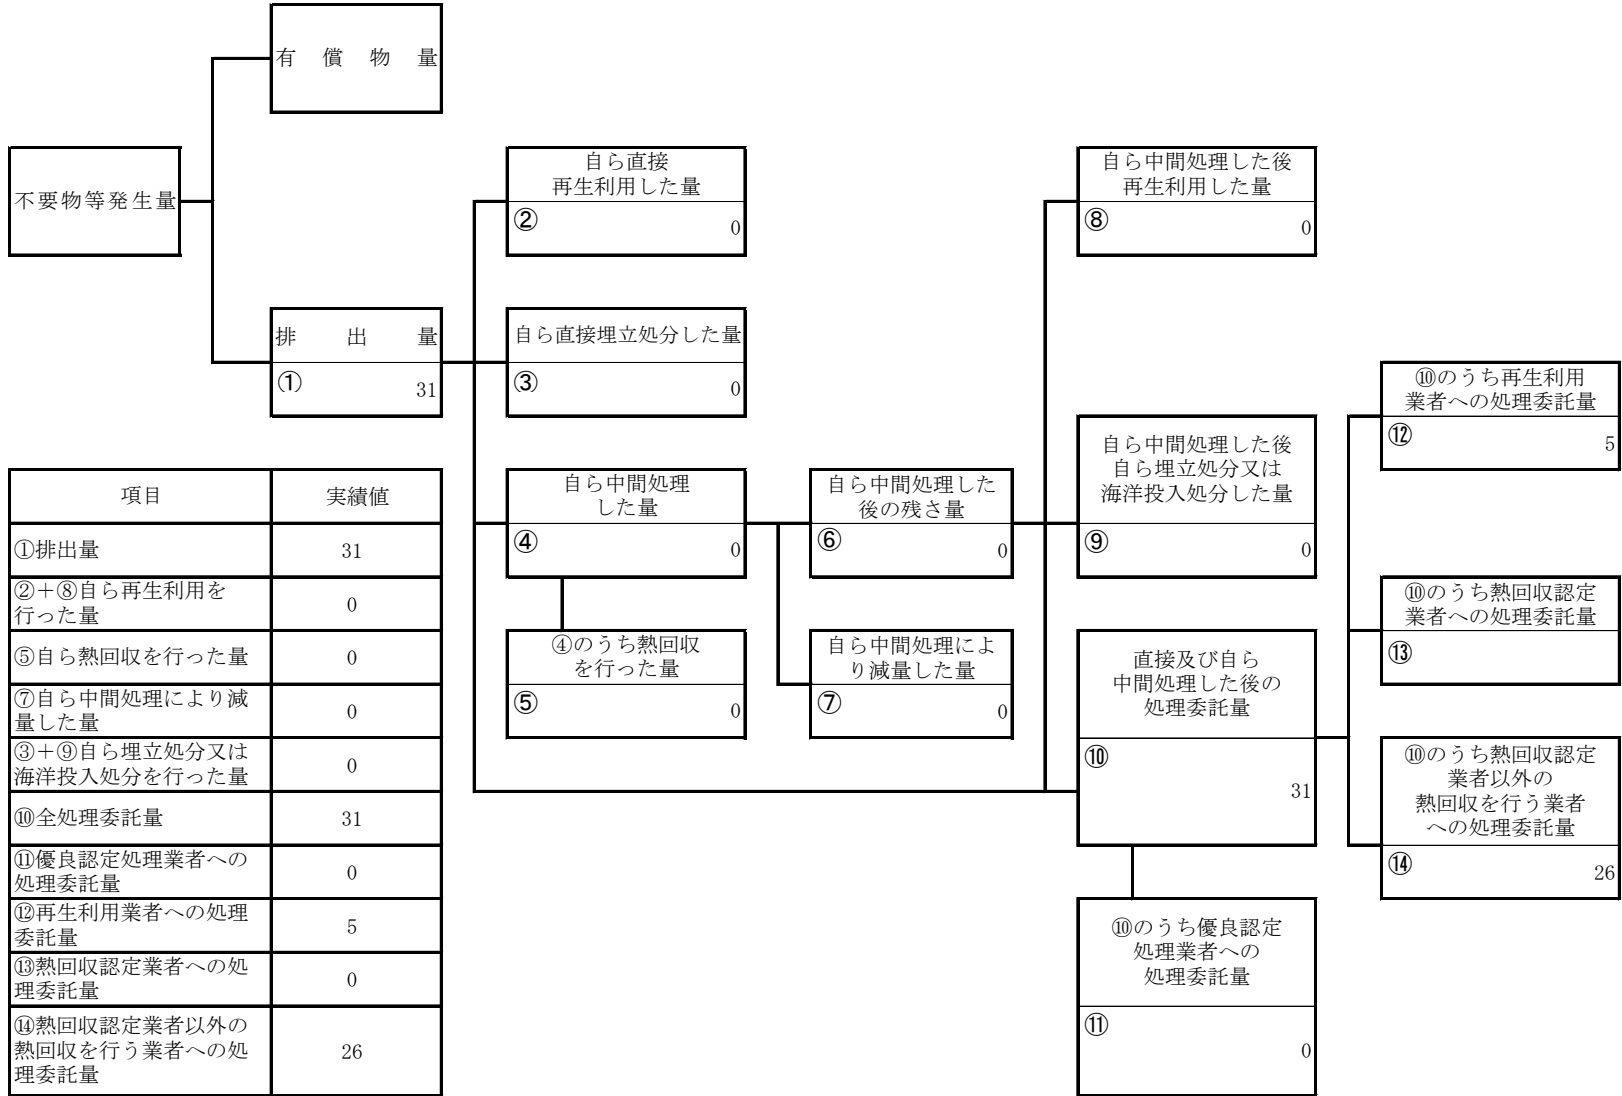 有償物量
不要物等発生量
排出量
①
31
自ら直接
再生利用した量
②
0
自ら直接埋立処分した量
③
0
自ら中間処理
した量
④
0
④のうち熱回収
を行った量
⑤
0
自ら中間処理した
後の残さ量
⑥
0
自ら中間処理によ
り減量した量
⑦
0
自ら中間処理した後
再生利用した量
⑧
0
自ら中間処理した後
自ら埋立処分又は
海洋投入処分した量
⑨
0
直接及び自ら
中間処理した後の
処理委託量
⑩
31
⑩のうち優良認定
処理業者への
処理委託量
⑪
0
⑩のうち再生利用
業者への処理委託量
⑫
5
⑩のうち熱回収認定
業者への処理委託量
⑬
⑩のうち熱回収認定
業者以外の
熱回収を行う業者
への処理委託量
⑭
26
項目 実績値
①排出量 31
②＋⑧自ら再生利用を
行った量 0
⑤自ら熱回収を行った量 0
⑦自ら中間処理により減
量した量 0
③＋⑨自ら埋立処分又は
海洋投入処分を行った量 0
⑩全処理委託量 31
⑪優良認定処理業者への
処理委託量 0
⑫再生利用業者への処理
委託量 5
⑬熱回収認定業者への処
理委託量 0
⑭熱回収認定業者以外の
熱回収を行う業者への処 26
理委託量